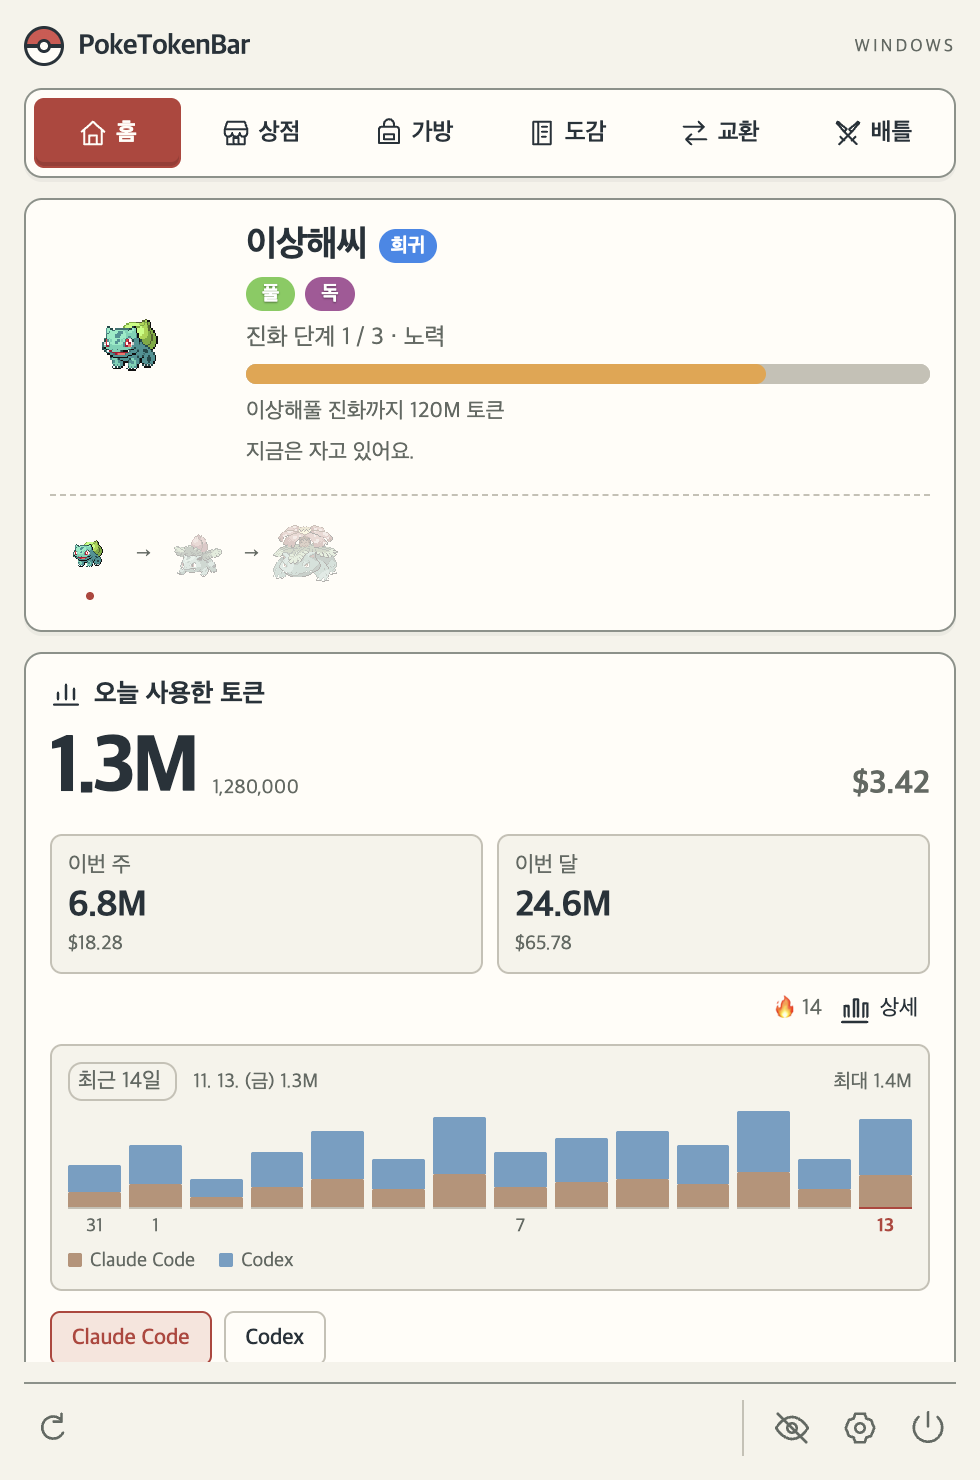 PokeTokenBar
WINDOWS
홈
상점
가방
도감
교환
배틀
이상해씨 희귀
풀 독
진화 단계 1 / 3 · 노력
이상해풀 진화까지 120M 토큰
지금은 자고 있어요.
→ →
오늘 사용한 토큰
1.3M 1,280,000
$3.42
이번 주
6.8M
$18.28
이번 달
24.6M
$65.78
🔥 14 상세
최근 14일 11. 13. (금) 1.3M 최대 1.4M
31 1 7 13
Claude Code Codex
Claude Code Codex